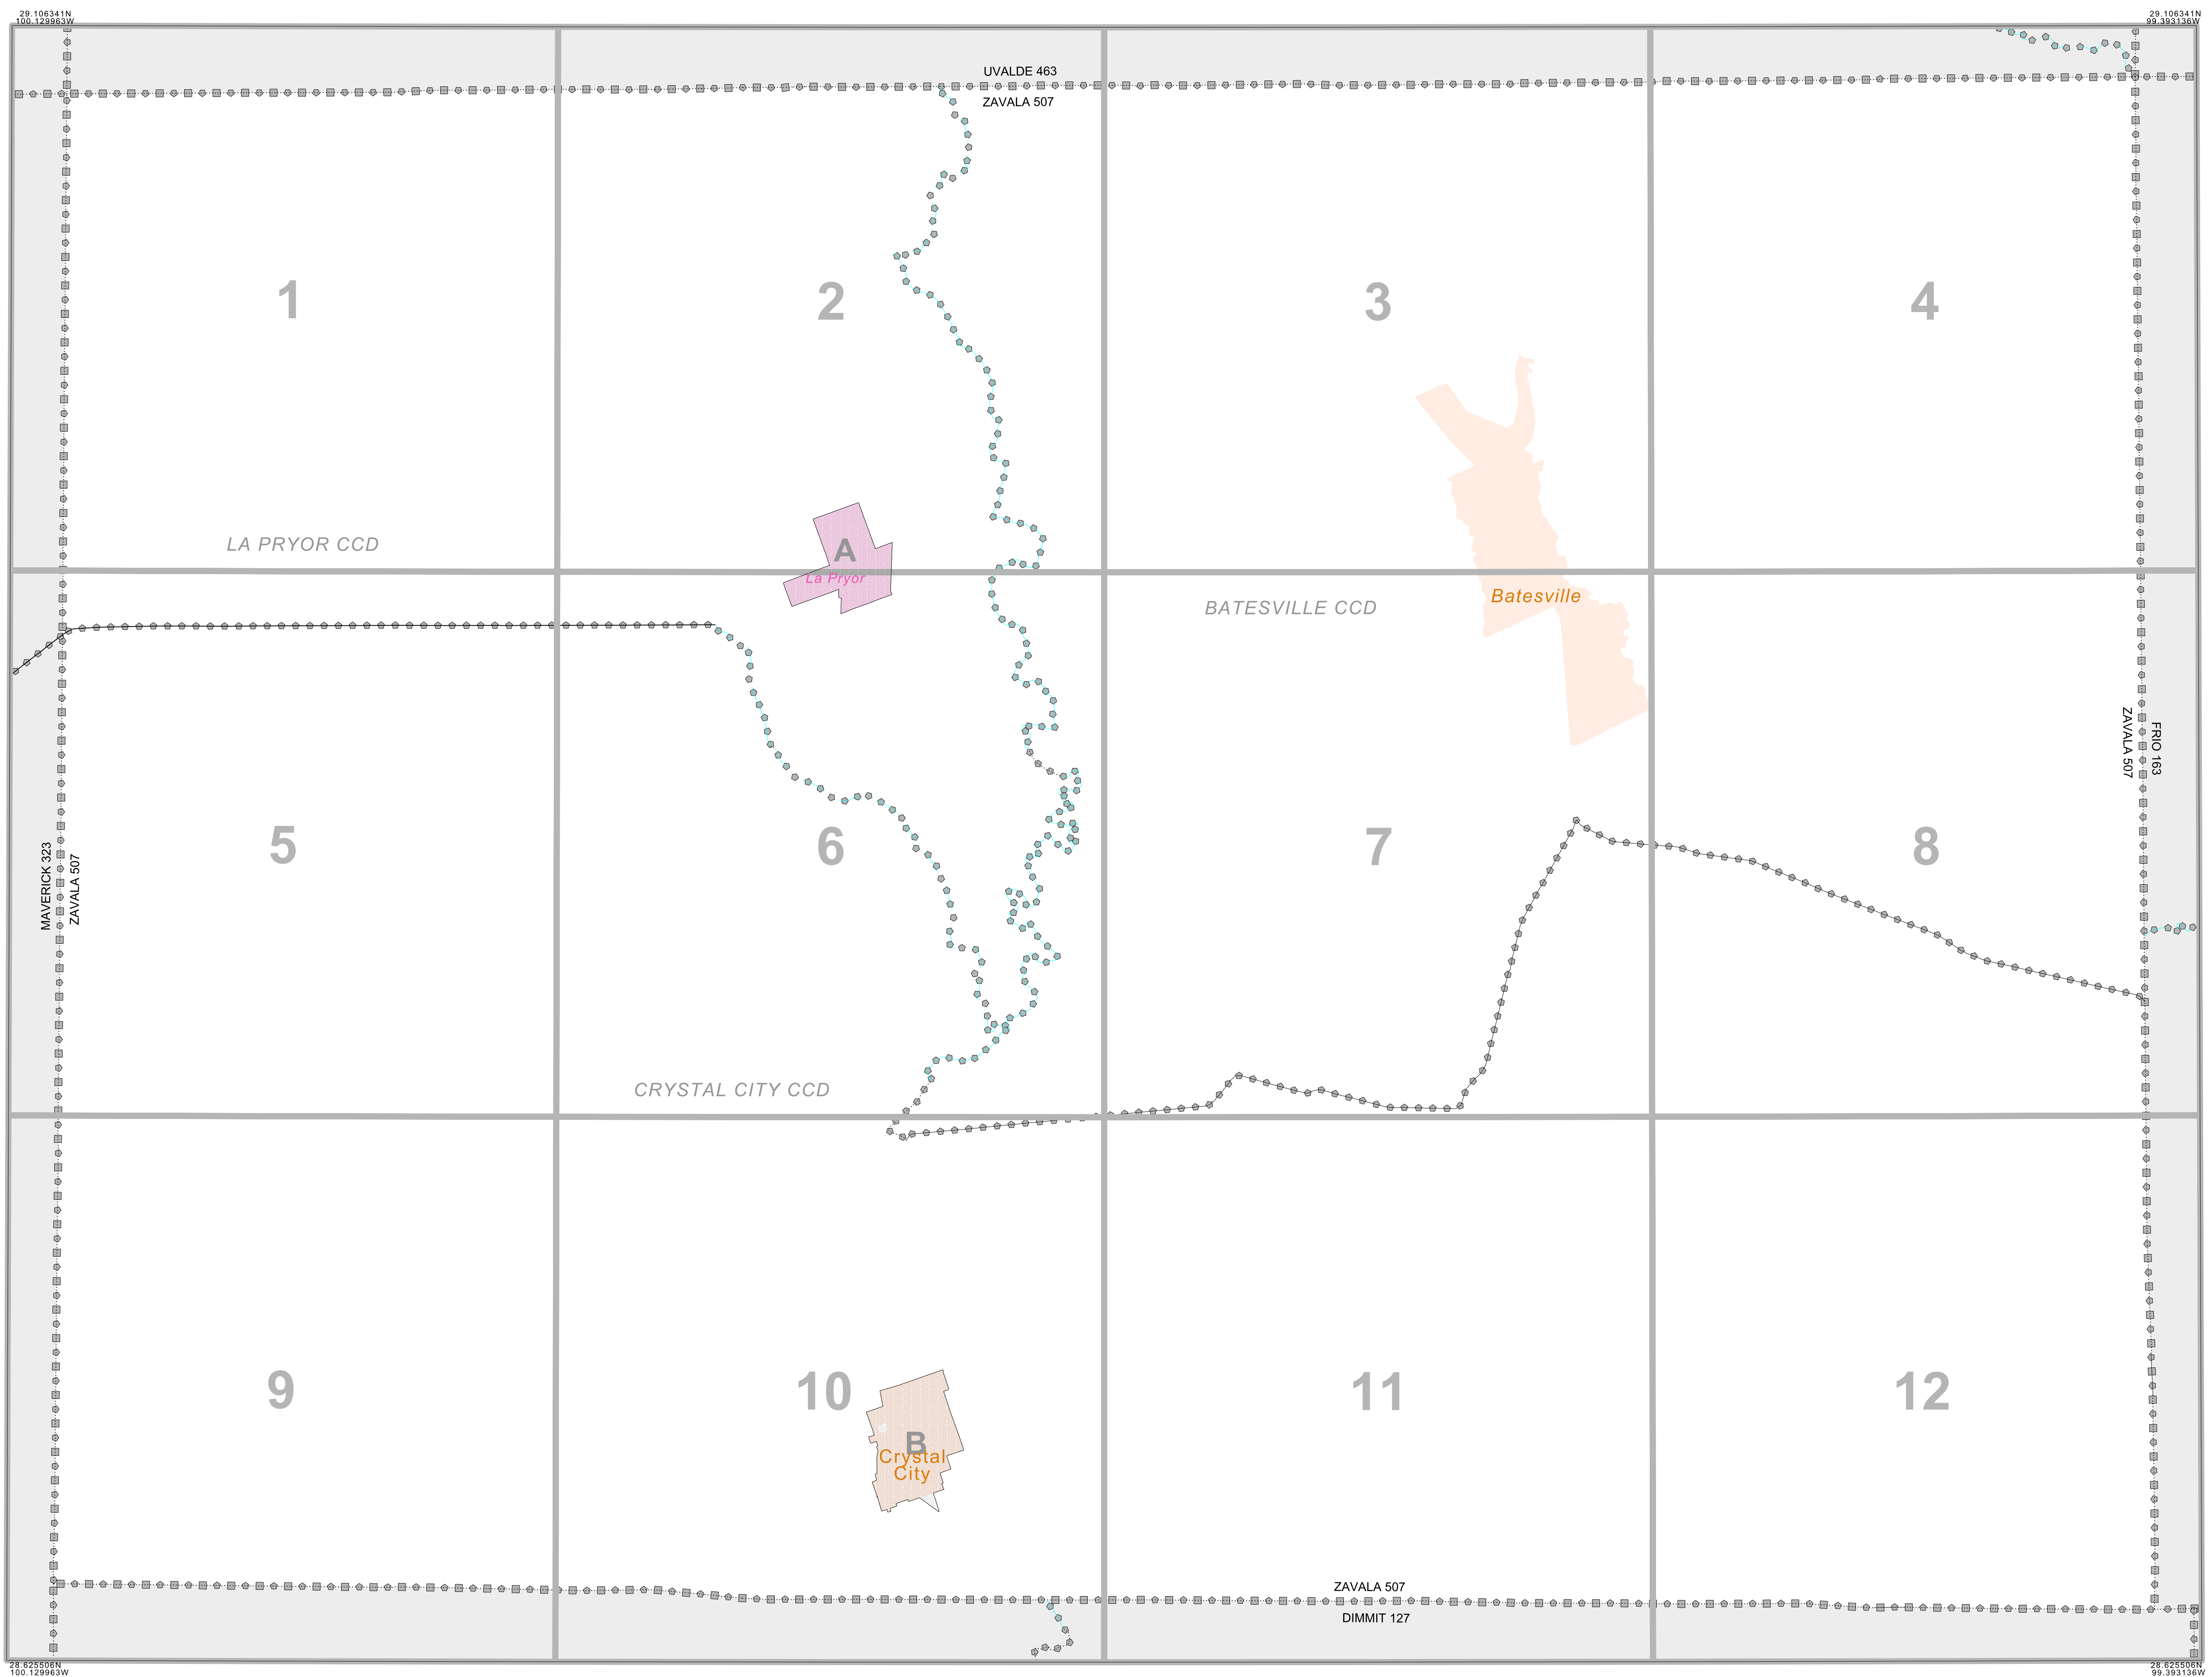 29.106341N
100.129963W
29.106341N
99.393136W
UVALDE 463
ZAVALA 507
1
2
3
4
LA PRYOR CCD
A
La Pryor
Batesville
BATESVILLE CCD
ZAVALA 507
FRIO 163
MAVERICK 323
ZAVALA 507
5
6
7
8
CRYSTAL CITY CCD
9
10
11
12
B
Crystal
City
ZAVALA 507
DIMMIT 127
28.625506N
100.129963W
28.625506N
99.393136W